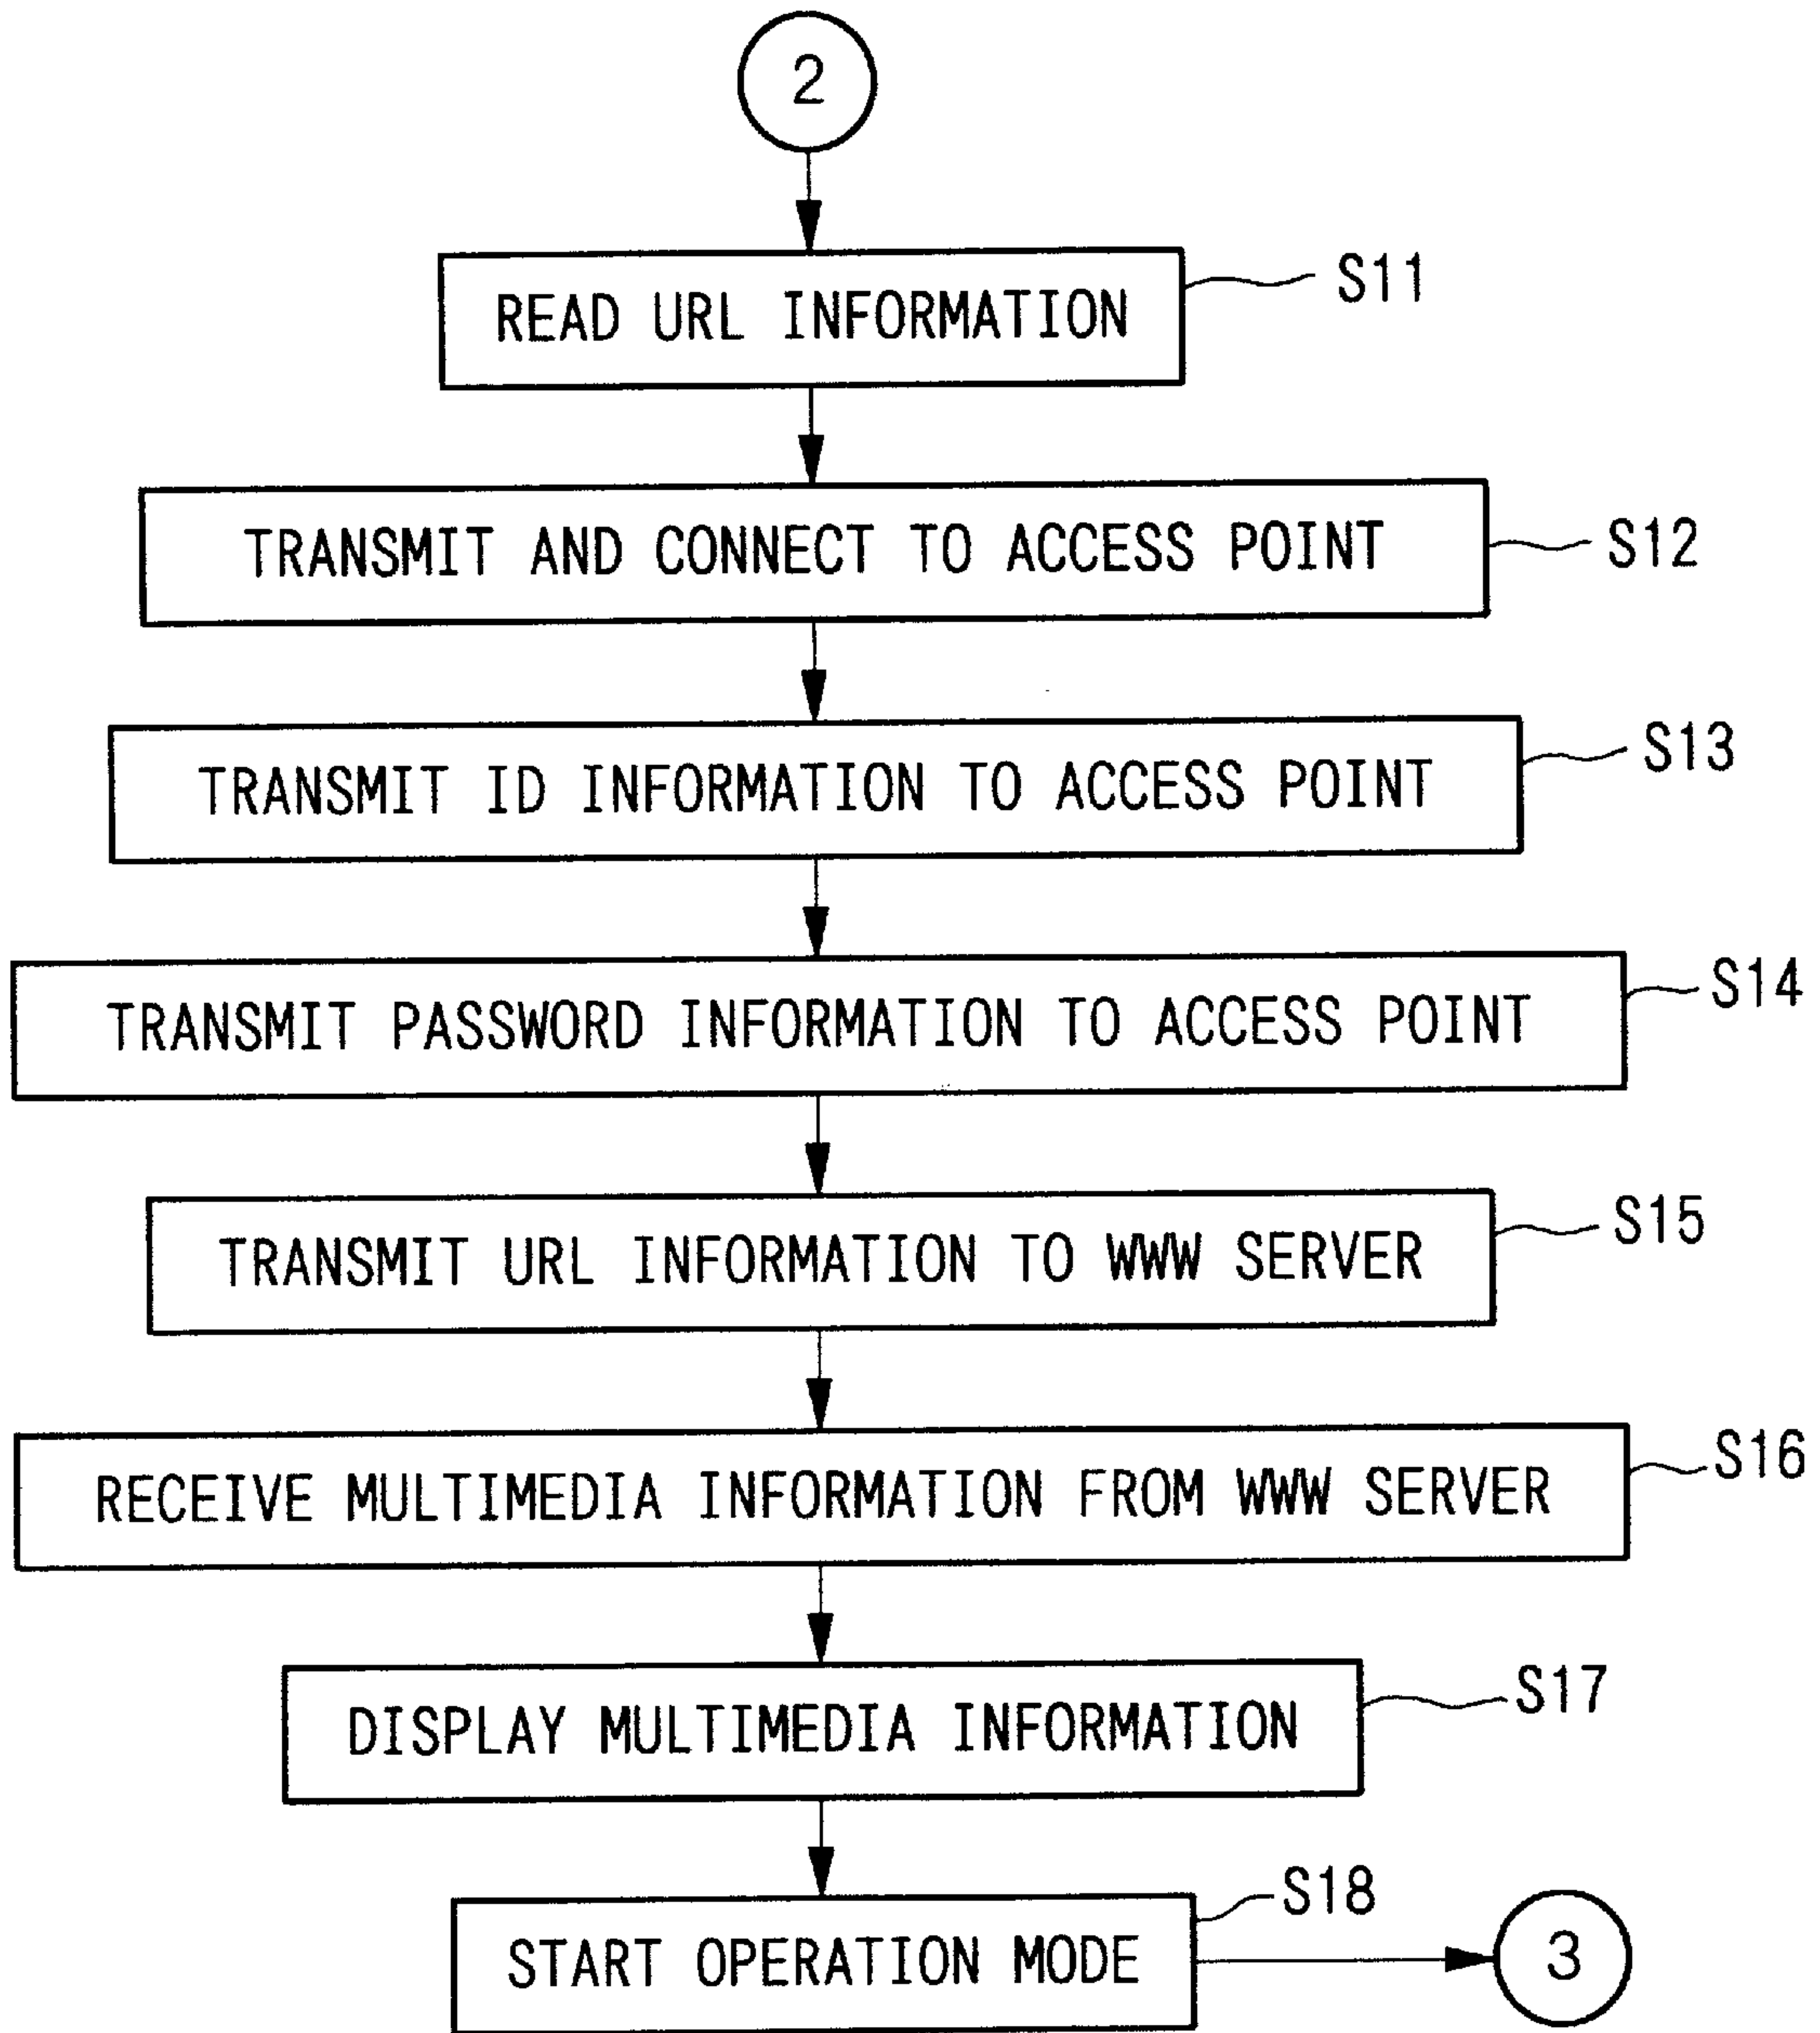 2
READ URL INFORMATION
S11
TRANSMIT AND CONNECT TO ACCESS POINT
S12
TRANSMIT ID INFORMATION TO ACCESS POINT
S13
TRANSMIT PASSWORD INFORMATION TO ACCESS POINT
S14
TRANSMIT URL INFORMATION TO WWW SERVER
S15
RECEIVE MULTIMEDIA INFORMATION FROM WWW SERVER
S16
DISPLAY MULTIMEDIA INFORMATION
S17
START OPERATION MODE
S18
3